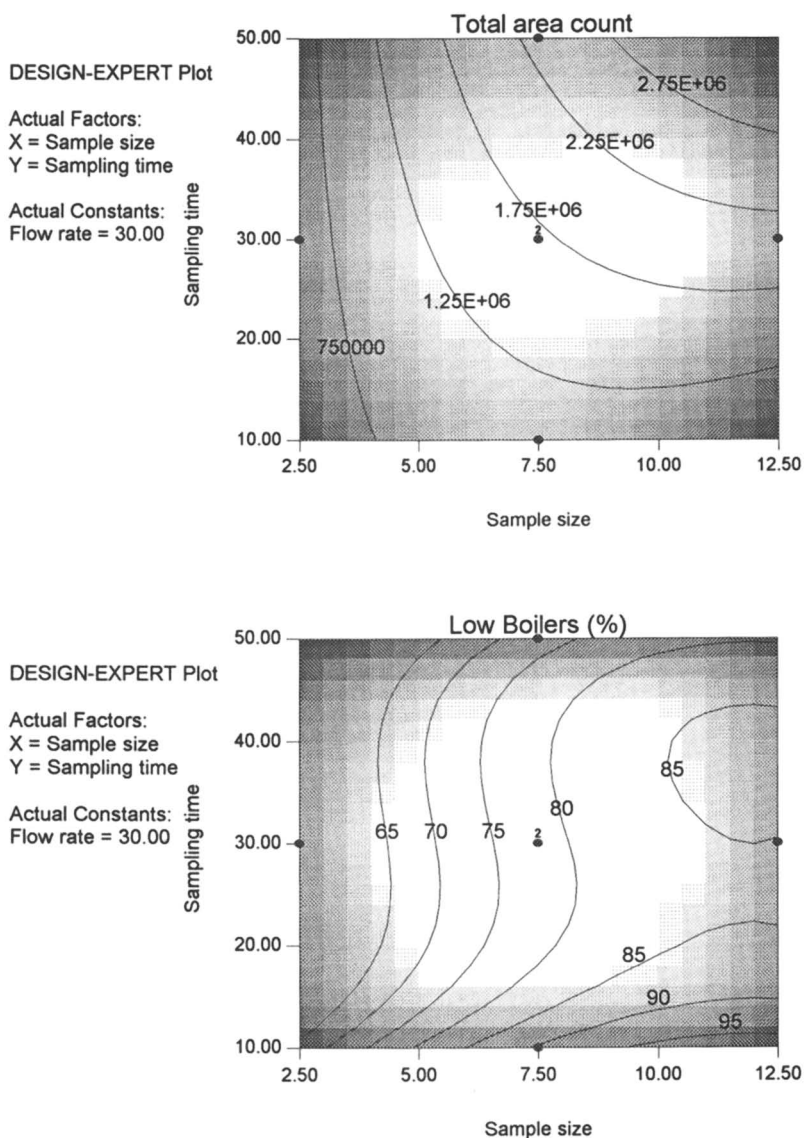 Total area count
DESIGN-EXPERT Plot
Actual Factors:
X = Sample size
Y = Sampling time
Actual Constants:
Flow rate = 30.00
Sampling time
50.00
40.00
30.00
20.00
10.00
2.75E+06
2.25E+06
1.75E+06
2
1.25E+06
750000
2.50
5.00
7.50
10.00
12.50
Sample size
Low Boilers (%)
DESIGN-EXPERT Plot
Actual Factors:
X = Sample size
Y = Sampling time
Actual Constants:
Flow rate = 30.00
Sampling time
50.00
40.00
30.00
20.00
10.00
85
80
65
70
75
2
85
90
95
2.50
5.00
7.50
10.00
12.50
Sample size